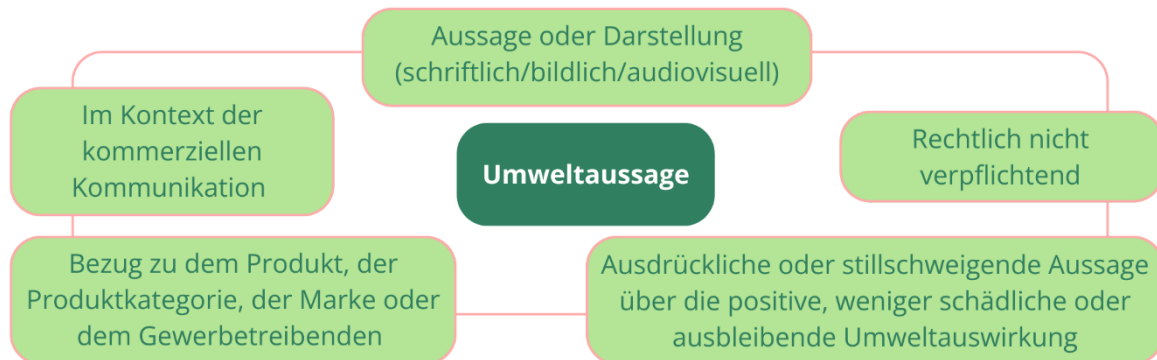 Aussage oder Darstellung
(schriftlich/bildlich/audiovisuell)
Im Kontext der
kommerziellen
Kommunikation
Umweltaussage
Rechtlich nicht
verpflichtend
Bezug zu dem Produkt, der
Produktkategorie, der Marke oder
dem Gewerbetreibenden
Ausdrückliche oder stillschweigende Aussage
über die positive, weniger schädliche oder
ausbleibende Umweltauswirkung